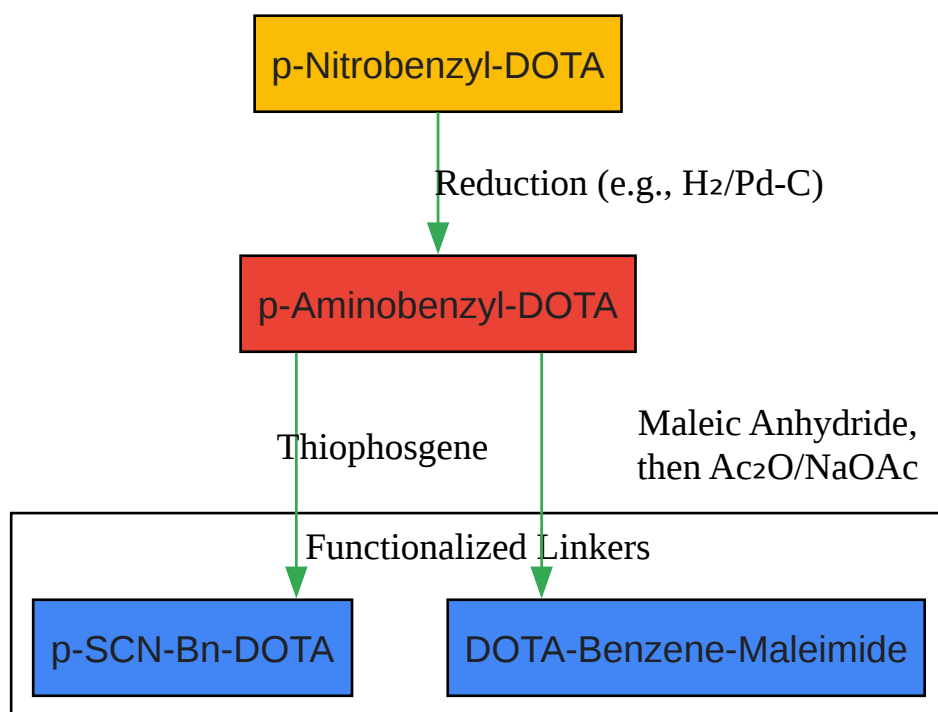 p-Nitrobenzyl-DOTA
Reduction (e.g., H₂/Pd-C)
p-Aminobenzyl-DOTA
Thiophosgene
Maleic Anhydride,
then Ac₂O/NaOAc
Functionalized Linkers
p-SCN-Bn-DOTA
DOTA-Benzene-Maleimide